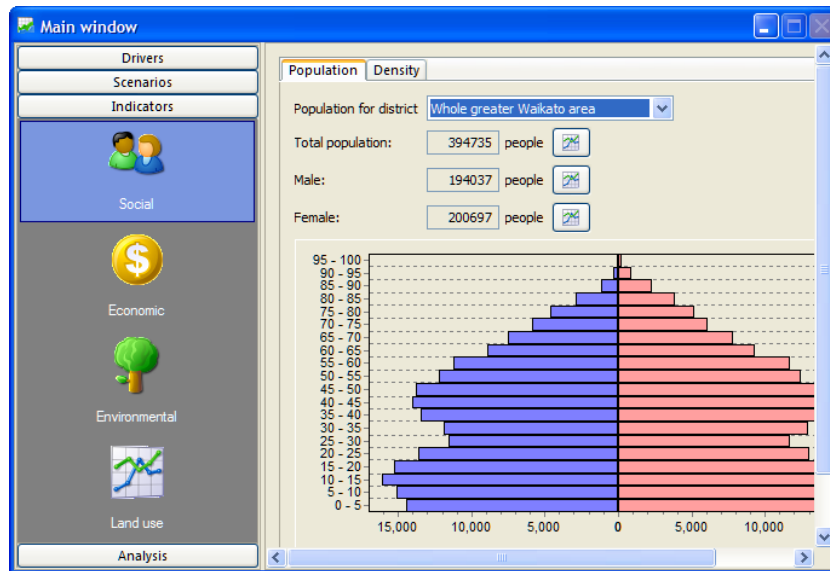 Main window
Drivers
Scenarios
Indicators
Social
Economic
Environmental
Land use
Analysis
Population Density
Population for district Whole greater Waikato area
Total population: 394735 people
Male: 194037 people
Female: 200697 people
95 - 100
90 - 95
85 - 90
80 - 85
75 - 80
70 - 75
65 - 70
60 - 65
55 - 60
50 - 55
45 - 50
40 - 45
35 - 40
30 - 35
25 - 30
20 - 25
15 - 20
10 - 15
5 - 10
0 - 5
15,000 10,000 5,000 0 5,000 10,000